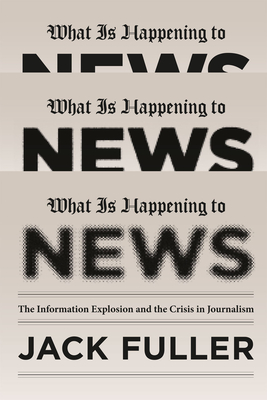 What Is Happening to
NEWS
What Is Happening to
NEWS
What Is Happening to
NEWS
The Information Explosion and the Crisis in Journalism
JACK FULLER